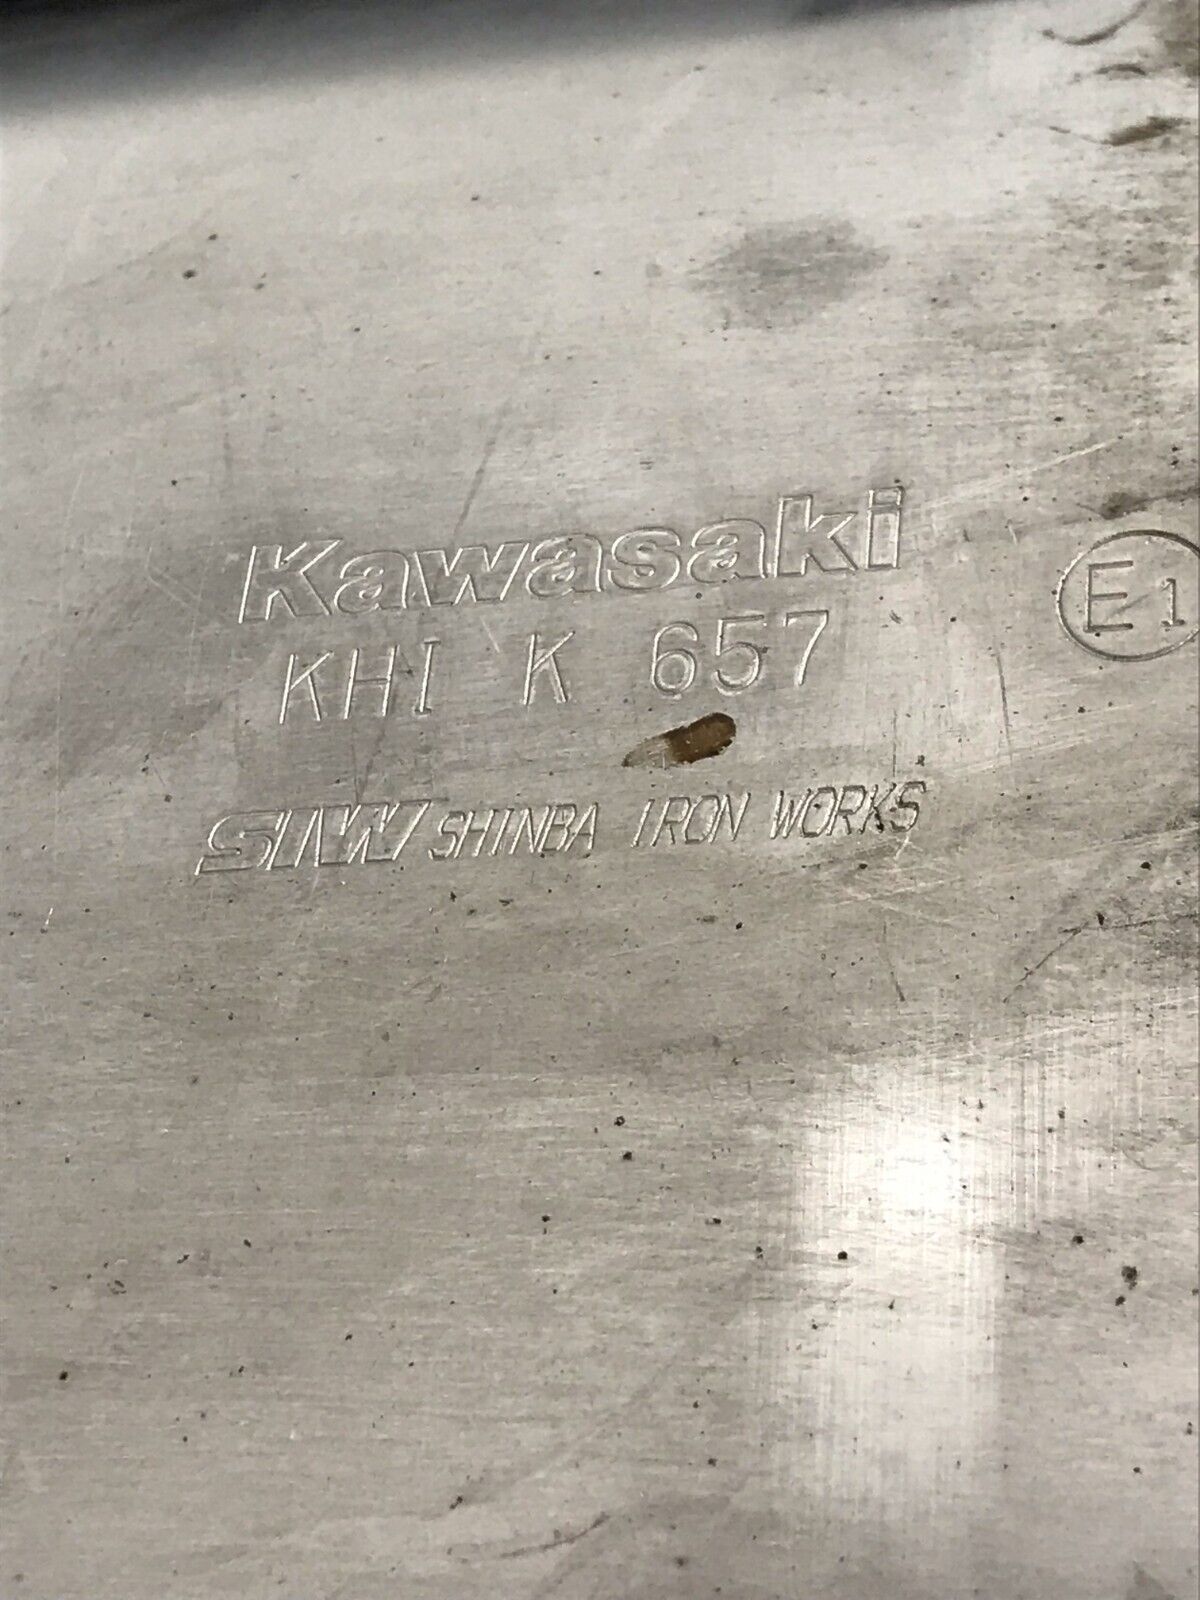 Kawasaki
KHI K 657
E1
SIW SHINBA IRON WORKS